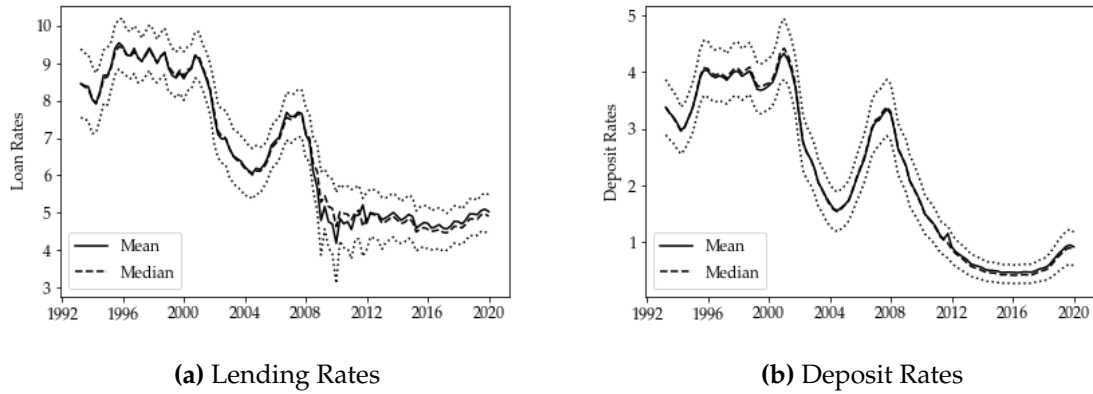 10
9
8
7
6
5
4
3
Loan Rates
Mean
Median
1992 1996 2000 2004 2008 2012 2016 2020
(a) Lending Rates
5
4
3
2
1
Deposit Rates
Mean
Median
1992 1996 2000 2004 2008 2012 2016 2020
(b) Deposit Rates